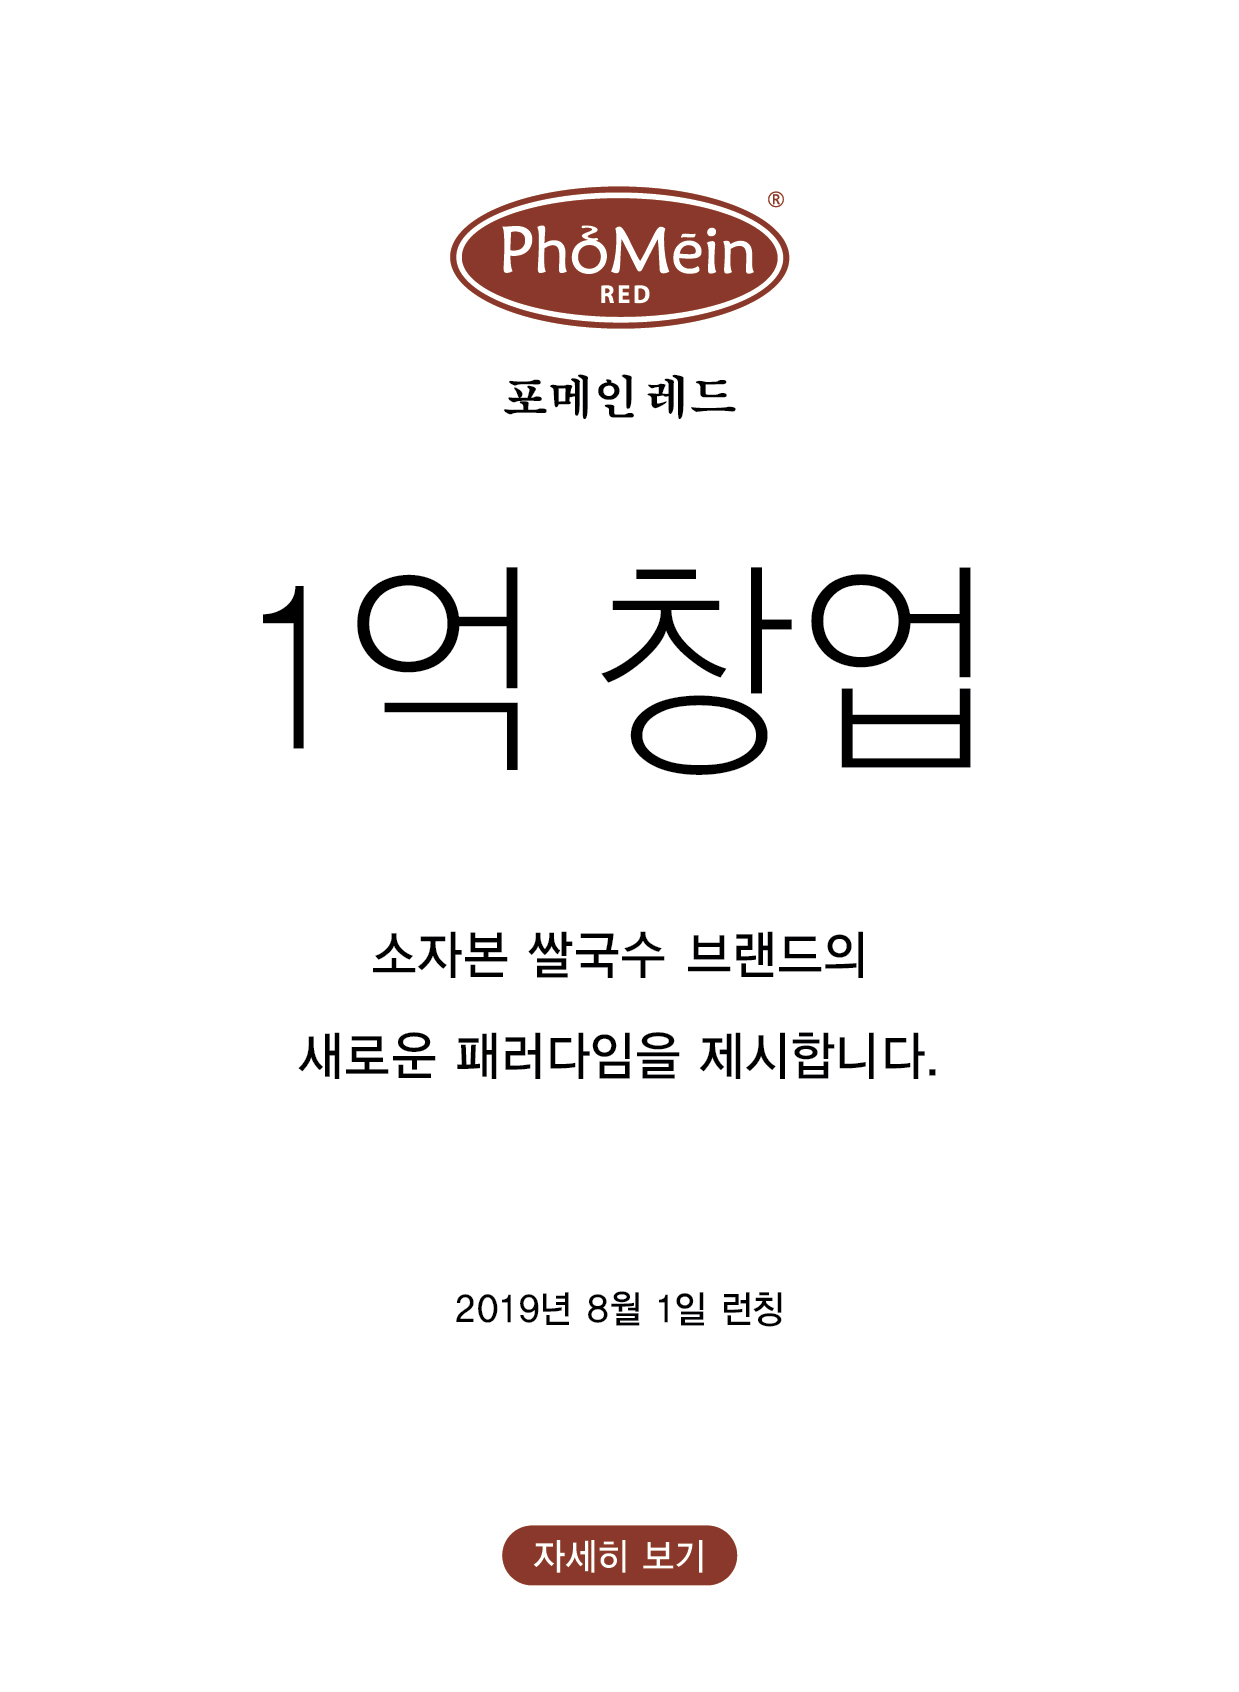 PhởMēin
®
RED
포메인 레드
1억 창업
소자본 쌀국수 브랜드의
새로운 패러다임을 제시합니다.
2019년 8월 1일 런칭
자세히 보기